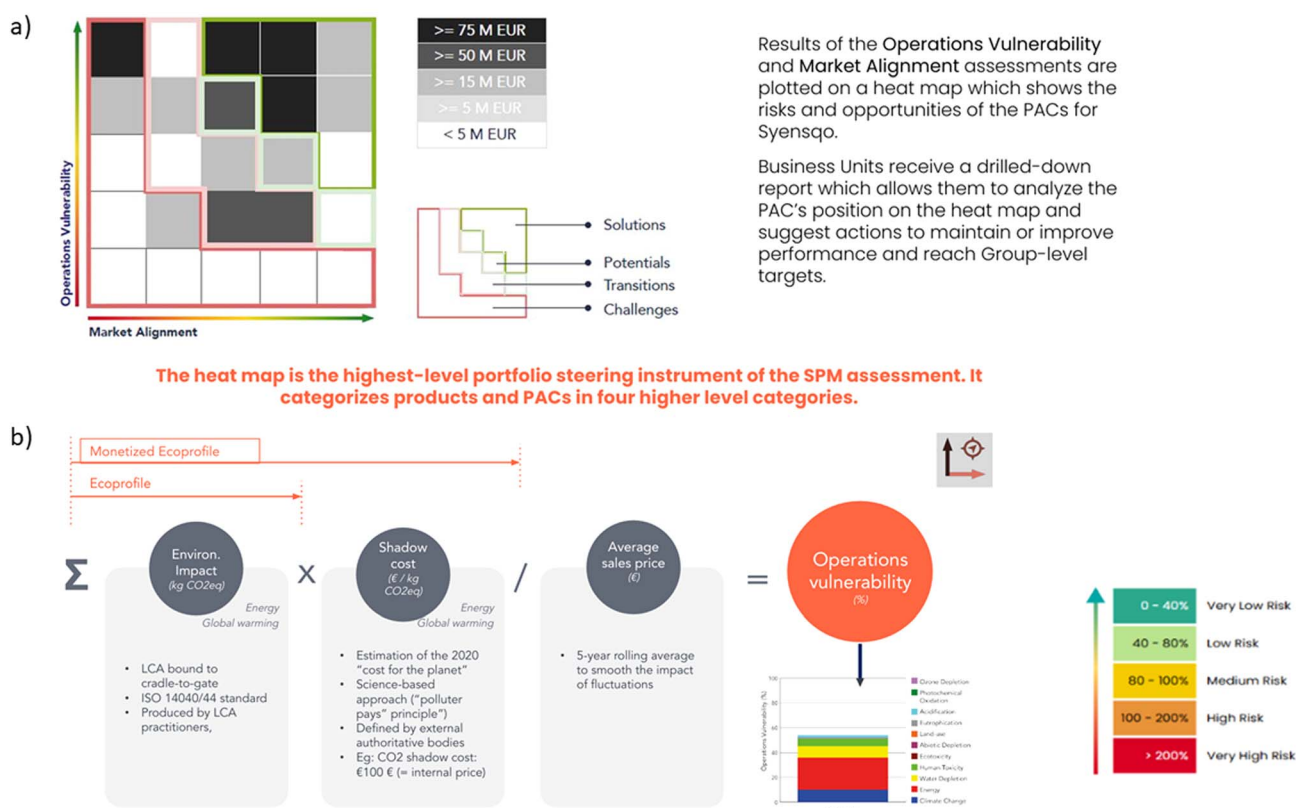 a)
>= 75 M EUR
>= 50 M EUR
>= 15 M EUR
>= 5 M EUR
< 5 M EUR
Operations Vulnerability
Market Alignment
Solutions
Potentials
Transitions
Challenges
Results of the Operations Vulnerability
and Market Alignment assessments are
plotted on a heat map which shows the
risks and opportunities of the PACs for
Syensqo.
Business Units receive a drilled-down
report which allows them to analyze the
PAC's position on the heat map and
suggest actions to maintain or improve
performance and reach Group-level
targets.
The heat map is the highest-level portfolio steering instrument of the SPM assessment. It
categorizes products and PACs in four higher level categories.
b)
Monetized Ecoprofile
Ecoprofile
Σ
Environ.
Impact
(kg CO2eq)
Energy
Global warming
• LCA bound to
cradle-to-gate
• ISO 14040/44 standard
• Produced by LCA
practitioners,
x
Shadow
cost
(€ / kg
CO2eq)
Energy
Global warming
• Estimation of the 2020
"cost for the planet"
• Science-based
approach ("polluter
pays" principle")
• Defined by external
authoritative bodies
• Eg: CO2 shadow cost:
€100 € (= internal price)
/
Average
sales price
(€)
• 5-year rolling average
to smooth the impact
of fluctuations
=
Operations
vulnerability
(%)
Operations Vulnerability (%)
100
80
60
40
20
0
Ozone Depletion
Photochemical
Oxidation
Acidification
Eutrophication
Land use
Abiotic Depletion
Ecotoxicity
Human Toxicity
Water Depletion
Energy
Climate Change
0 – 40% Very Low Risk
40 – 80% Low Risk
80 – 100% Medium Risk
100 – 200% High Risk
> 200% Very High Risk